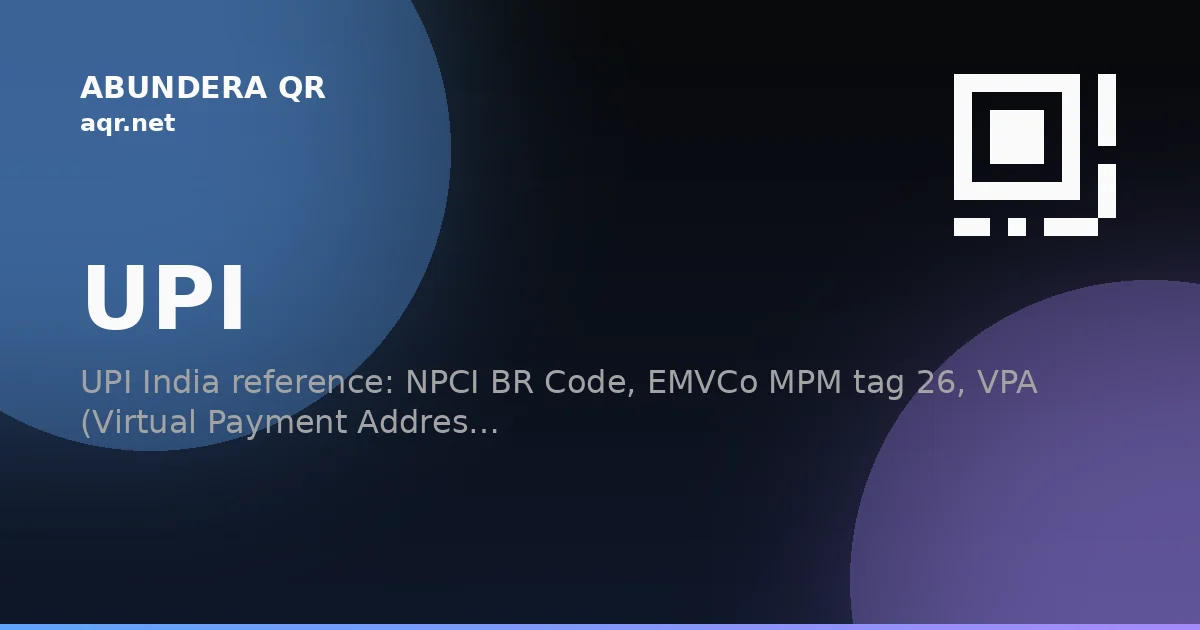 ABUNDERA QR
aqr.net
UPI
UPI India reference: NPCI BR Code, EMVCo MPM tag 26, VPA
(Virtual Payment Addres...